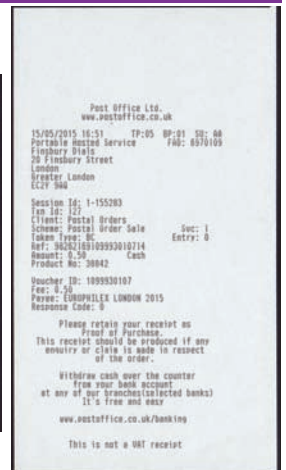 Post Office Ltd.
www.postoffice.co.uk
15/05/2015 16:51 TP:05 BP:01 SU: AA
Portable Hosted Service FAD: 8970109
Finsbury Dials
20 Finsbury Street
London
Greater London
EC2Y 9AQ
Session Id: 1-155283
Txn Id: 127
Client: Postal Orders
Scheme: Postal Order Sale Svc: 1
Token Type: BC Entry: 0
Ref: 96282189109993010714
Amount: 0.50 Cash
Product No: 30042
Voucher ID: 1099930107
Fee: 0.50
Payee: EUROPHILEX LONDON 2015
Response Code: 0
Please retain your receipt as
Proof of Purchase.
This receipt should be produced if any
enquiry or claim is made in respect
of the order.
Withdraw cash over the counter
from your bank account
at any of our branches(selected banks)
It's free and easy
www.postoffice.co.uk/banking
This is not a VAT receipt